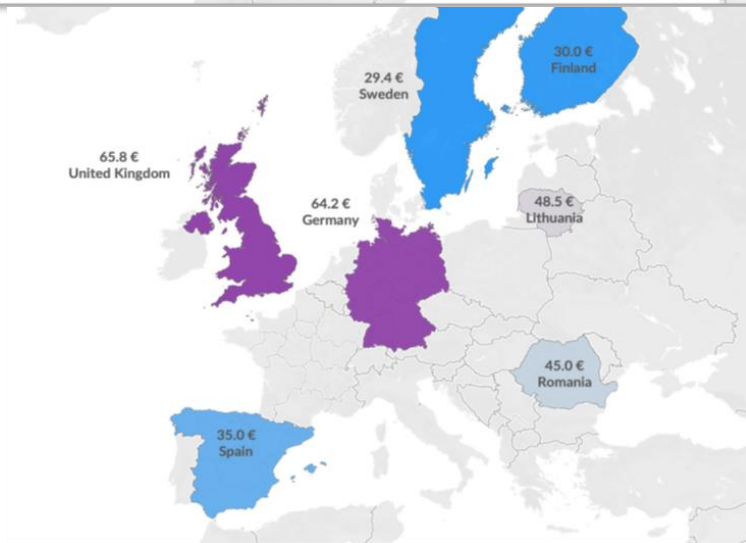 30.0 €
Finland
29.4 €
Sweden
65.8 €
United Kingdom
64.2 €
Germany
48.5 €
Lithuania
45.0 €
Romania
35.0 €
Spain